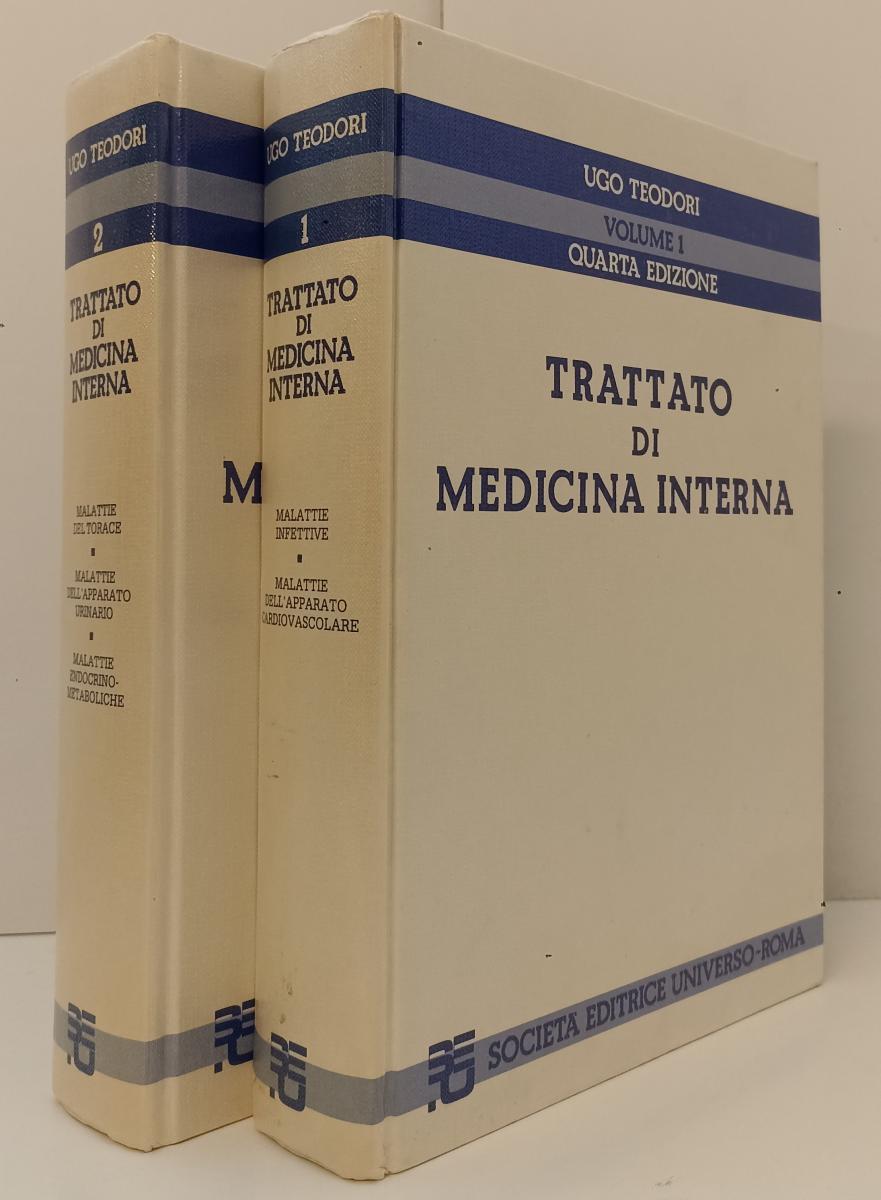 UGO TEODORI
2
TRATTATO
DI
MEDICINA
INTERNA
MALATTIE
DEL TORACE
MALATTIE
DELL'APPARATO
URINARIO
MALATTIE
ENDOCRINO-
METABOLICHE
M
UGO TEODORI
1
TRATTATO
DI
MEDICINA
INTERNA
MALATTIE
INFETTIVE
MALATTIE
DELL'APPARATO
CARDIOVASCOLARE
UGO TEODORI
VOLUME 1
QUARTA EDIZIONE
TRATTATO
DI
MEDICINA INTERNA
SOCIETÀ EDITRICE UNIVERSO-ROMA